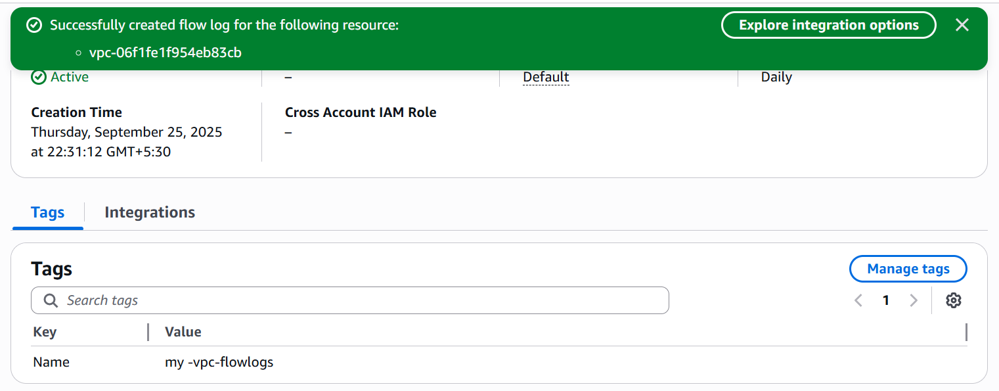 Successfully created flow log for the following resource:
Explore integration options
vpc-06f1fe1f954eb83cb
Active
–
Default
Daily
Creation Time
Cross Account IAM Role
Thursday, September 25, 2025
–
at 22:31:12 GMT+5:30
Tags
Integrations
Tags
Manage tags
Search tags
1
Key
Value
Name
my -vpc-flowlogs